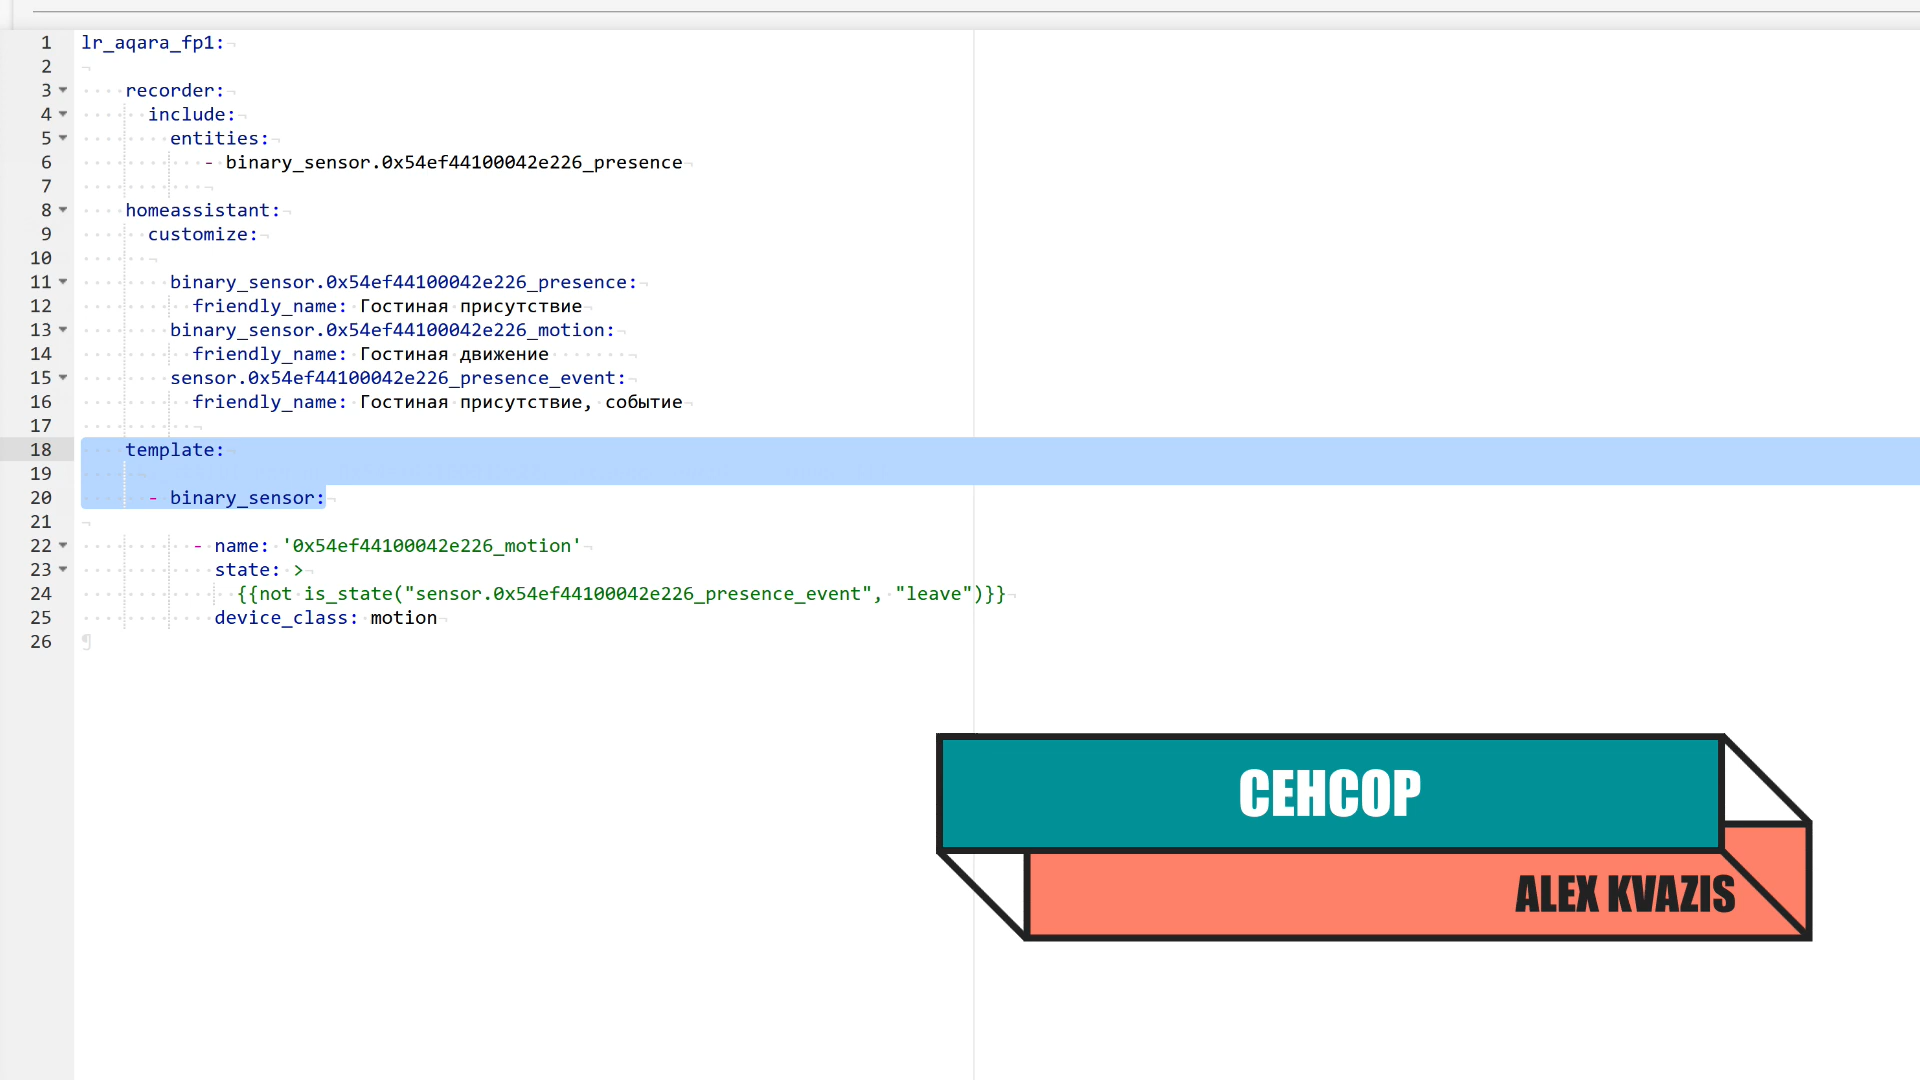 1 lr_aqara_fp1:
2
3 recorder:
4 include:
5 entities:
6 - binary_sensor.0x54ef44100042e226_presence
7
8 homeassistant:
9 customize:
10
11 binary_sensor.0x54ef44100042e226_presence:
12 friendly_name: Гостиная присутствие
13 binary_sensor.0x54ef44100042e226_motion:
14 friendly_name: Гостиная движение
15 sensor.0x54ef44100042e226_presence_event:
16 friendly_name: Гостиная присутствие, событие
17
18 template:
19
20 - binary_sensor:
21
22 - name: '0x54ef44100042e226_motion'
23 state: >
24 {{not is_state("sensor.0x54ef44100042e226_presence_event", "leave")}}
25 device_class: motion
26
СЕНСОР
ALEX KVAZIS